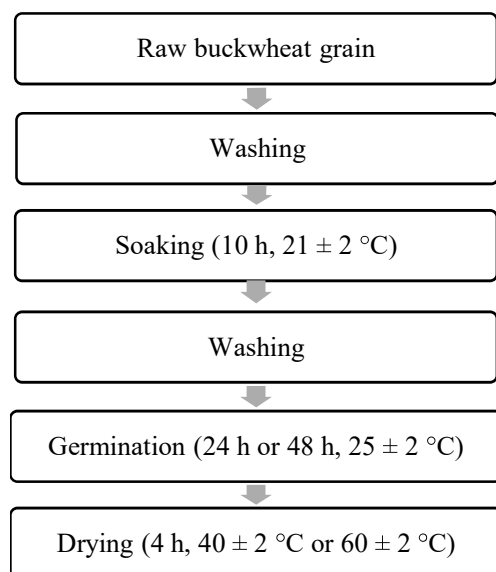 Raw buckwheat grain
Washing
Soaking (10 h, 21 ± 2 °C)
Washing
Germination (24 h or 48 h, 25 ± 2 °C)
Drying (4 h, 40 ± 2 °C or 60 ± 2 °C)